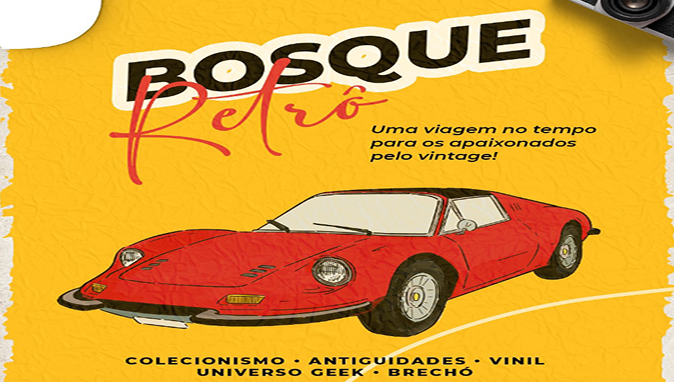 BOSQUE
Retrô
Uma viagem no tempo
para os apaixonados
pelo vintage!
COLECIONISMO • ANTIGUIDADES • VINIL
UNIVERSO GEEK • BRECHÓ